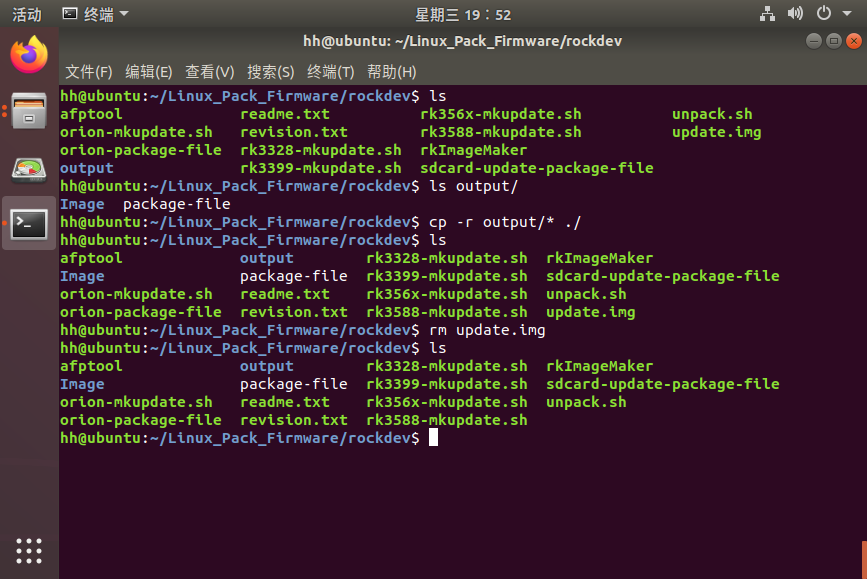 活动 终端 星期三 19：52
hh@ubuntu: ~/Linux_Pack_Firmware/rockdev
文件(F) 编辑(E) 查看(V) 搜索(S) 终端(T) 帮助(H)
hh@ubuntu:~/Linux_Pack_Firmware/rockdev$ ls
afptool readme.txt rk356x-mkupdate.sh unpack.sh
orion-mkupdate.sh revision.txt rk3588-mkupdate.sh update.img
orion-package-file rk3328-mkupdate.sh rkImageMaker
output rk3399-mkupdate.sh sdcard-update-package-file
hh@ubuntu:~/Linux_Pack_Firmware/rockdev$ ls output/
Image package-file
hh@ubuntu:~/Linux_Pack_Firmware/rockdev$ cp -r output/* ./
hh@ubuntu:~/Linux_Pack_Firmware/rockdev$ ls
afptool output rk3328-mkupdate.sh rkImageMaker
Image package-file rk3399-mkupdate.sh sdcard-update-package-file
orion-mkupdate.sh readme.txt rk356x-mkupdate.sh unpack.sh
orion-package-file revision.txt rk3588-mkupdate.sh update.img
hh@ubuntu:~/Linux_Pack_Firmware/rockdev$ rm update.img
hh@ubuntu:~/Linux_Pack_Firmware/rockdev$ ls
afptool output rk3328-mkupdate.sh rkImageMaker
Image package-file rk3399-mkupdate.sh sdcard-update-package-file
orion-mkupdate.sh readme.txt rk356x-mkupdate.sh unpack.sh
orion-package-file revision.txt rk3588-mkupdate.sh
hh@ubuntu:~/Linux_Pack_Firmware/rockdev$